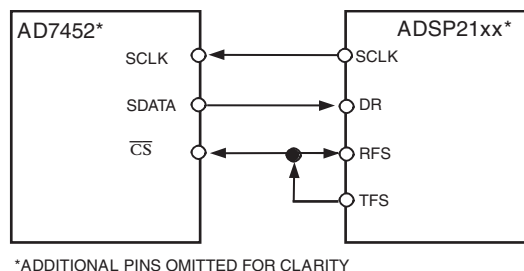 AD7452*
ADSP21xx*
SCLK
SCLK
SDATA
DR
CS
RFS
TFS
*ADDITIONAL PINS OMITTED FOR CLARITY